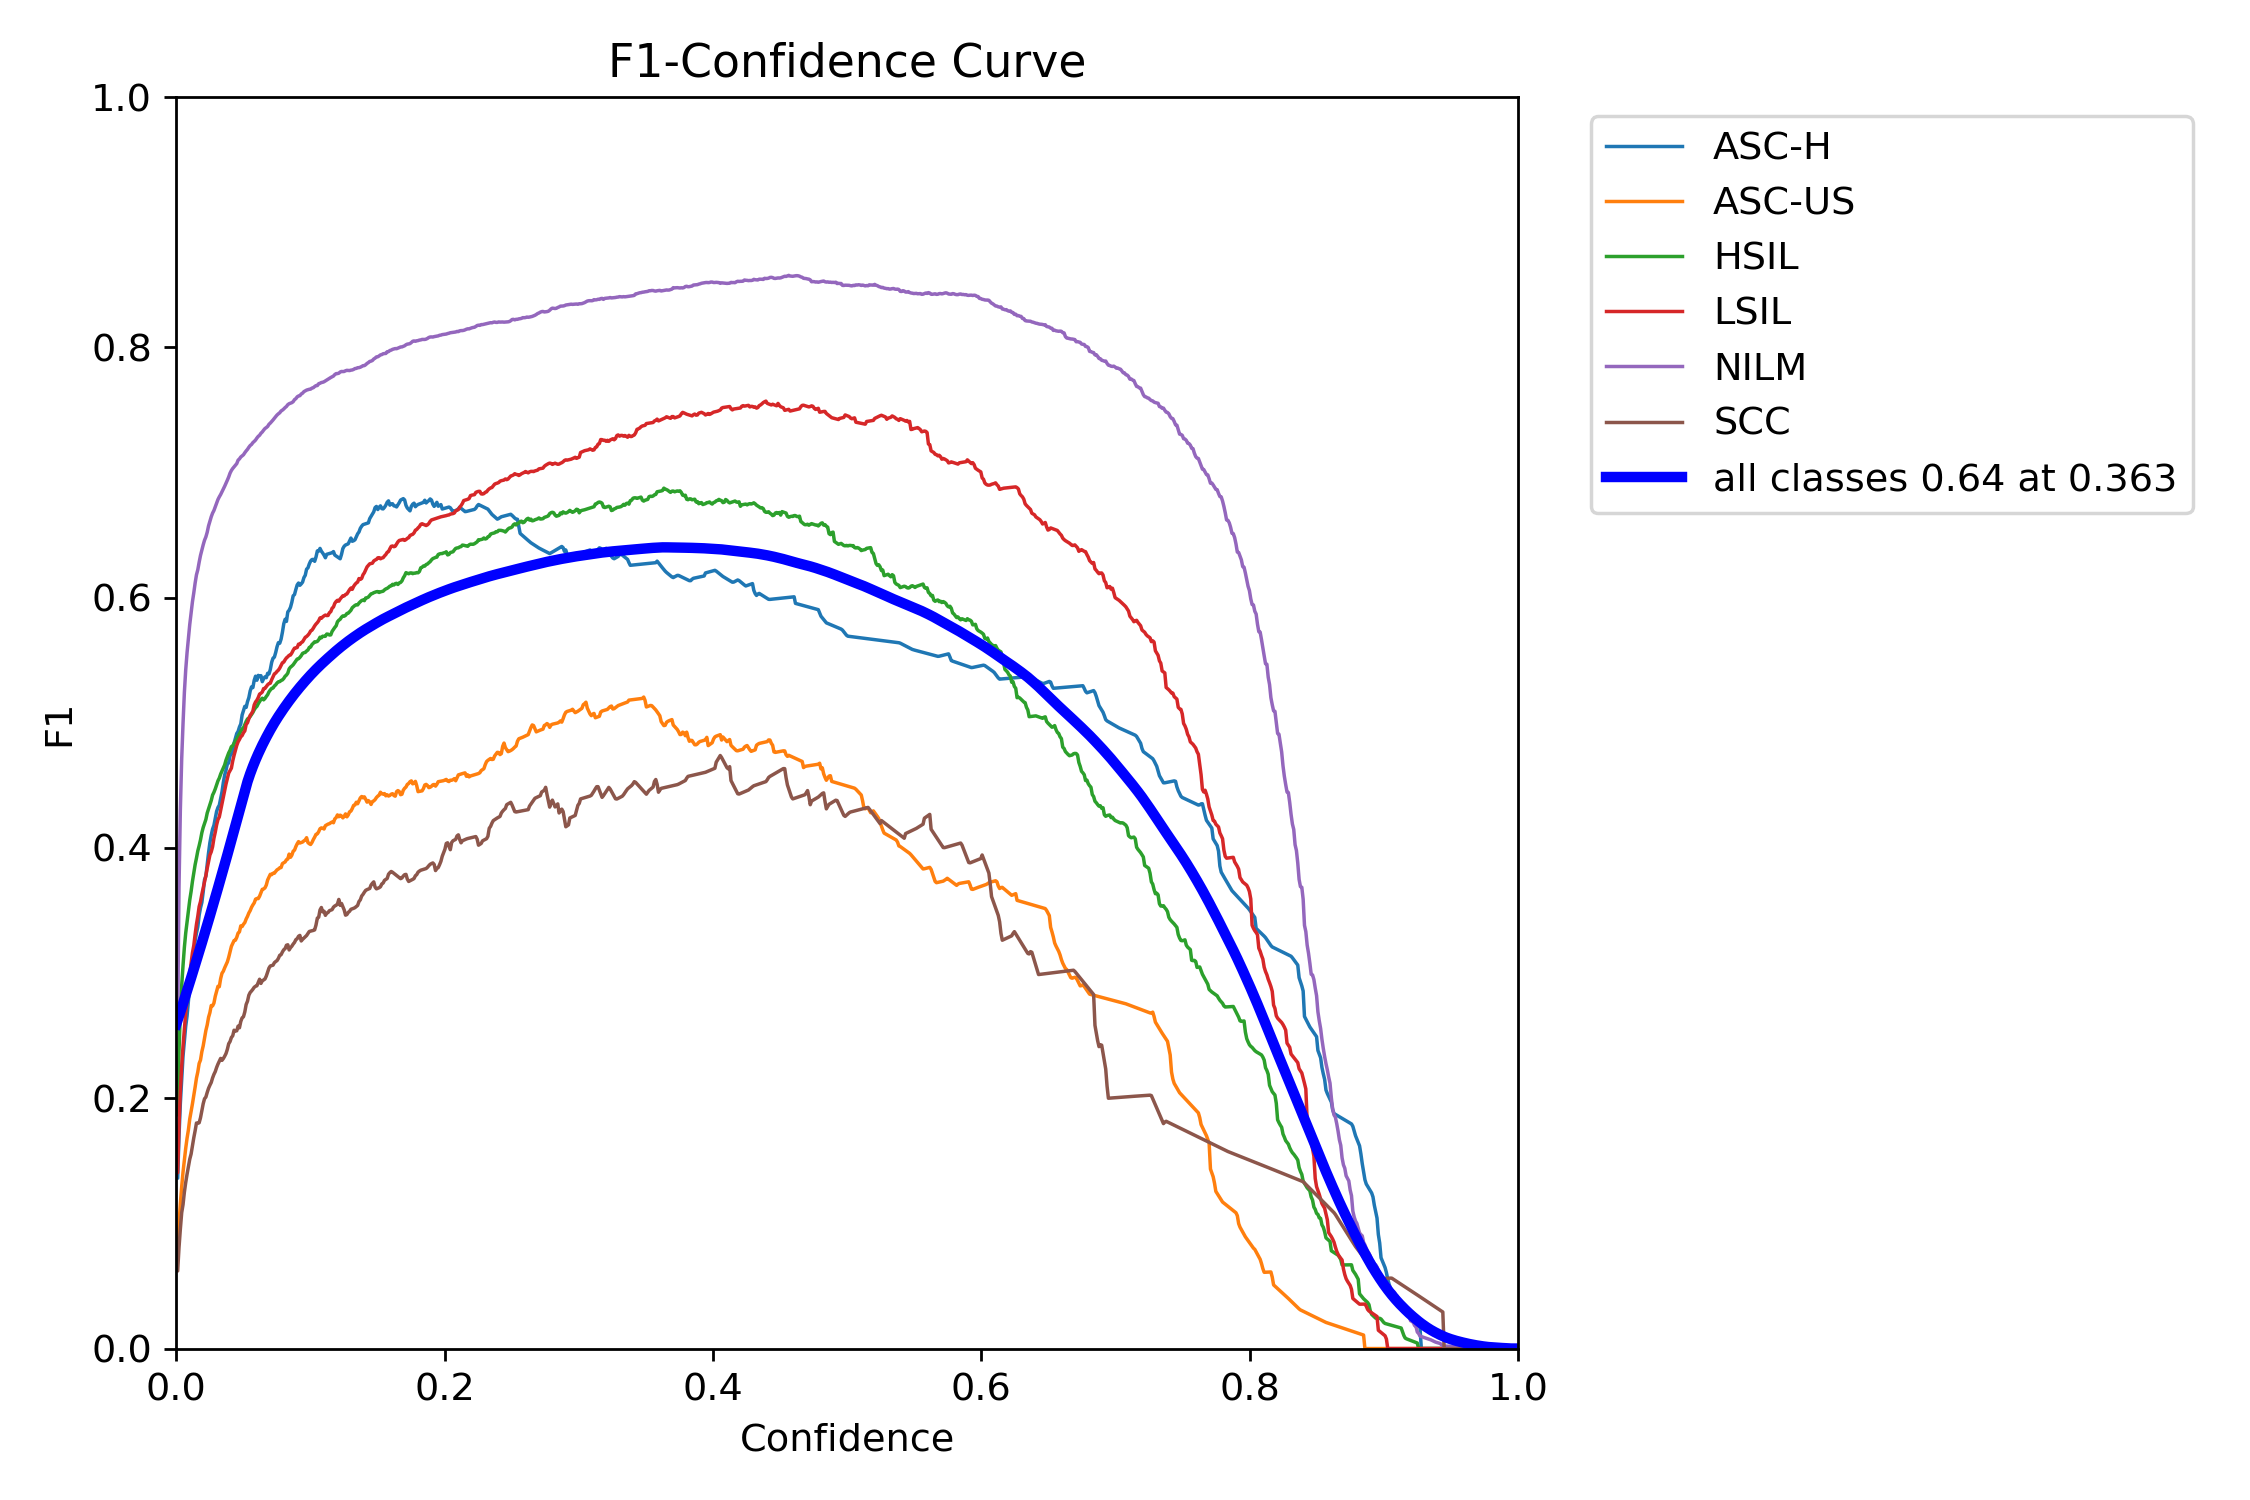 F1-Confidence Curve
1.0
0.8
0.6
0.4
0.2
0.0
F1
0.0 0.2 0.4 0.6 0.8 1.0
Confidence
ASC-H
ASC-US
HSIL
LSIL
NILM
SCC
all classes 0.64 at 0.363